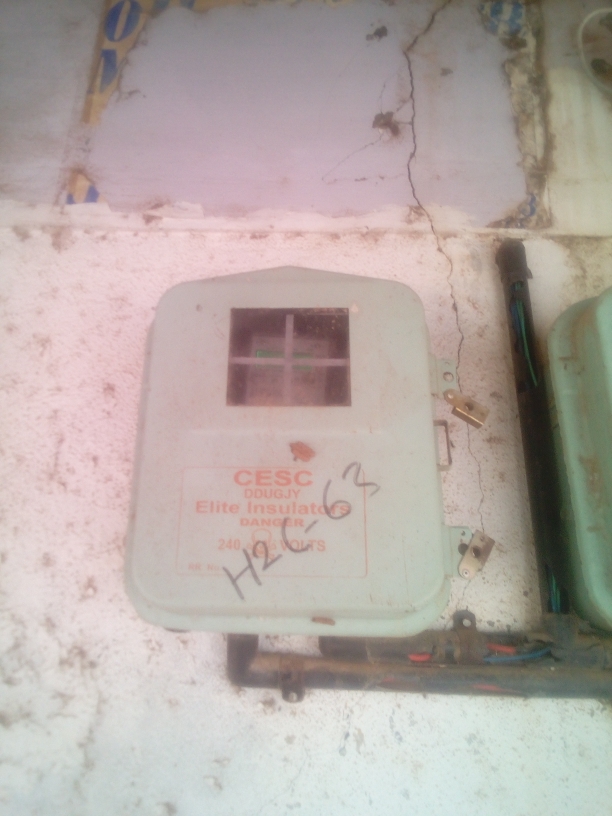 CESC
DDUGJY
Elite Insulators
DANGER
240 VOLTS
H2C-63